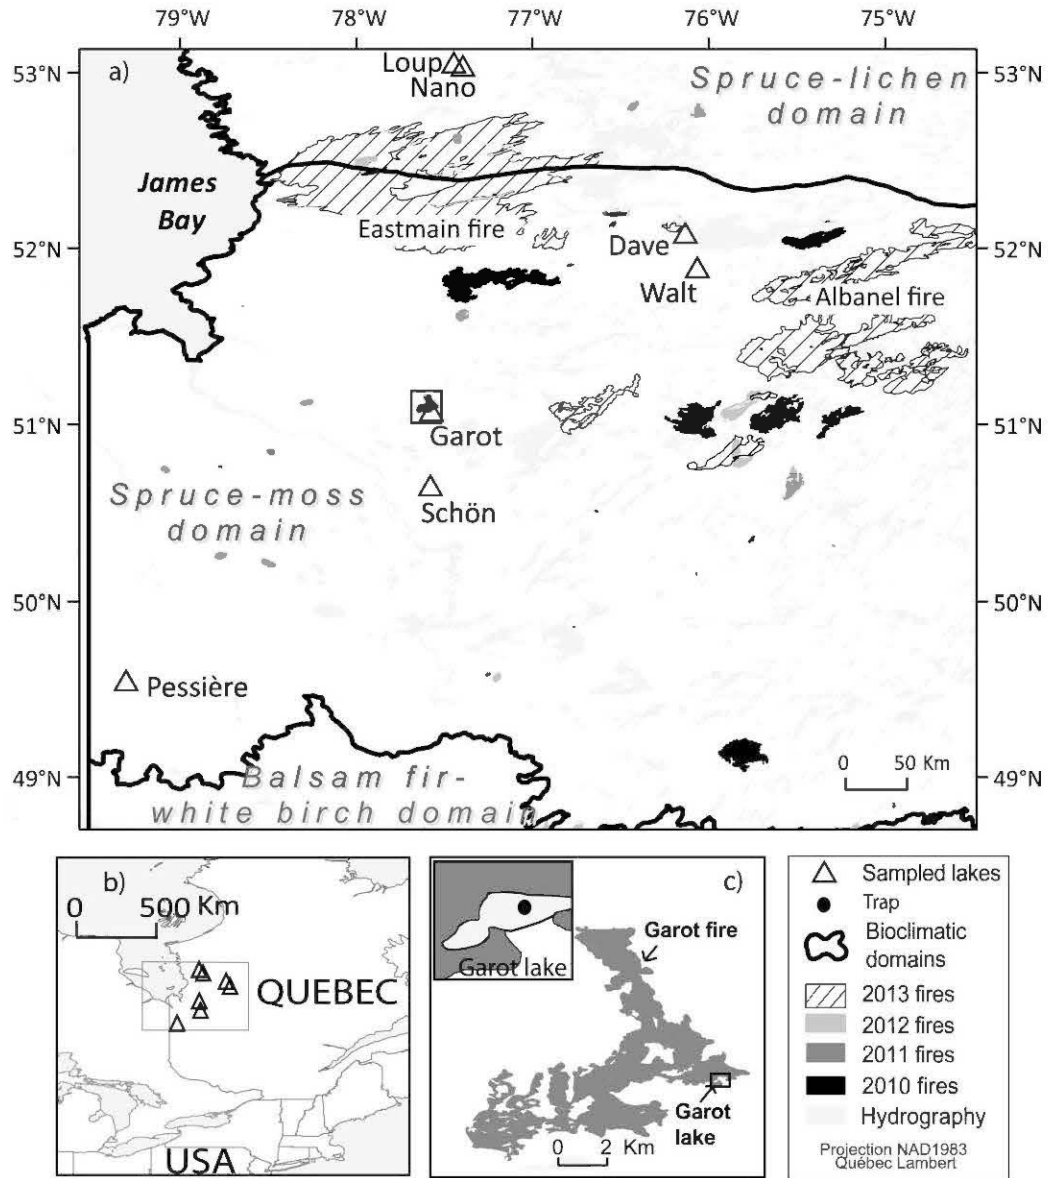 79°W 78°W 77°W 76°W 75°W
53°N a) Loup 53°N
Nano
Spruce-lichen
domain
James
Bay
Eastmain fire
52°N Dave 52°N
Walt
Albanel fire
51°N Garot 51°N
Schön
Spruce-moss
domain
50°N 50°N
Pessière
49°N 0 50 Km 49°N
Balsam fir-
white birch domain
b)
0 500 Km
QUEBEC
USA
c)
Garot fire
Garot lake
Garot
lake
0 2 Km
Sampled lakes
Trap
Bioclimatic
domains
2013 fires
2012 fires
2011 fires
2010 fires
Hydrography
Projection NAD1983
Québec Lambert